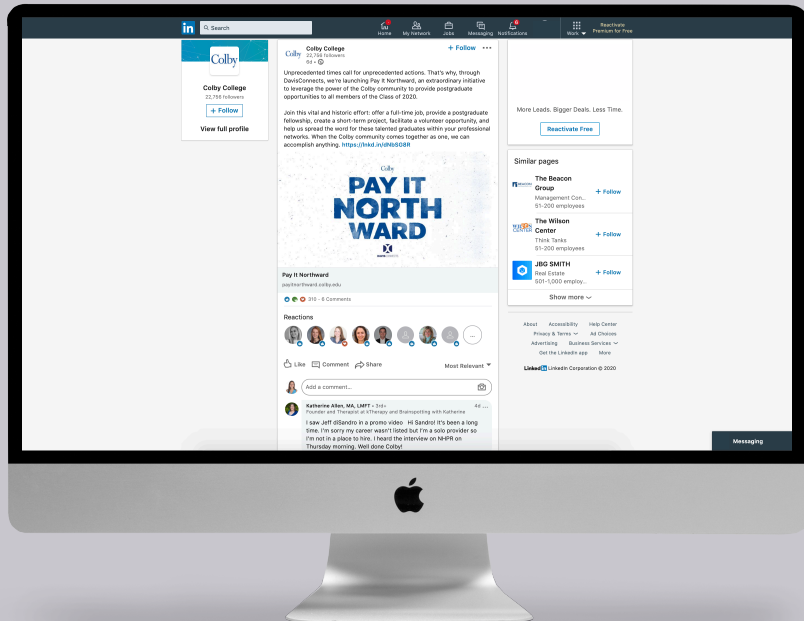 in
Search
Home
My Network
Jobs
Messaging
Notifications
Work
Reactivate
Premium for Free
Colby
Colby College
22,756 followers
+ Follow
View full profile
Colby
Colby College
22,756 followers
6d •
+ Follow
Unprecedented times call for unprecedented actions. That's why, through
DavisConnects, we're launching Pay It Northward, an extraordinary initiative
to leverage the power of the Colby community to provide postgraduate
opportunities to all members of the Class of 2020.
Join this vital and historic effort: offer a full-time job, provide a postgraduate
fellowship, create a short-term project, facilitate a volunteer opportunity, and
help us spread the word for these talented graduates within your professional
networks. When the Colby community comes together as one, we can
accomplish anything. https://lnkd.in/dNbSG8R
Colby
PAY IT
NORTH
WARD
Pay It Northward
payitnorthward.colby.edu
310 • 6 Comments
Reactions
Like
Comment
Share
Most Relevant
Add a comment...
Katherine Allen, MA, LMFT • 3rd+
4d ...
Founder and Therapist at kTherapy and Brainspotting with Katherine
I saw Jeff dISandro in a promo video Hi Sandro! It's been a long
time. I'm sorry my career wasn't listed but I'm a solo provider so
I'm not in a place to hire. I heard the interview on NHPR on
Thursday morning. Well done Colby!
More Leads. Bigger Deals. Less Time.
Reactivate Free
Similar pages
The Beacon
Group
Management Con...
51-200 employees
+ Follow
The Wilson
Center
Think Tanks
51-200 employees
+ Follow
JBG SMITH
Real Estate
501-1,000 employ...
+ Follow
Show more
About Accessibility Help Center
Privacy & Terms Ad Choices
Advertising Business Services
Get the LinkedIn app More
LinkedIn LinkedIn Corporation © 2020
Messaging